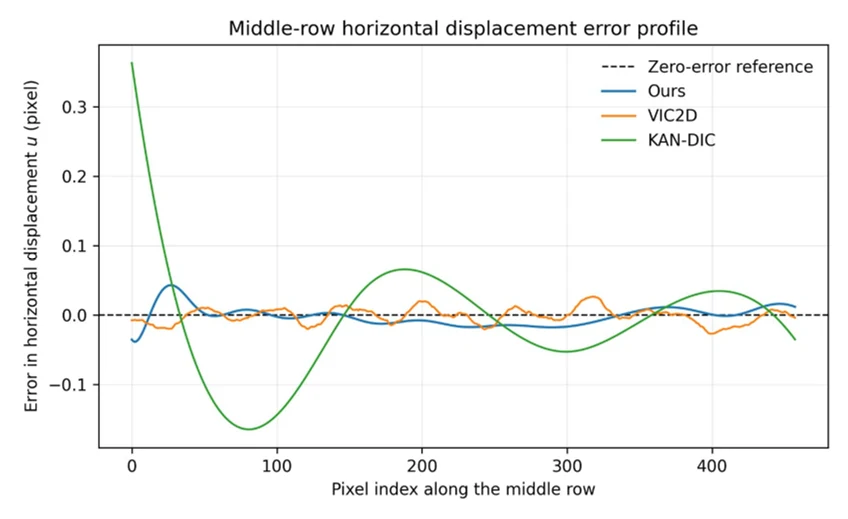 Middle-row horizontal displacement error profile
Zero-error reference
Ours
VIC2D
KAN-DIC
Error in horizontal displacement u (pixel)
0.3
0.2
0.1
0.0
−0.1
0 100 200 300 400
Pixel index along the middle row